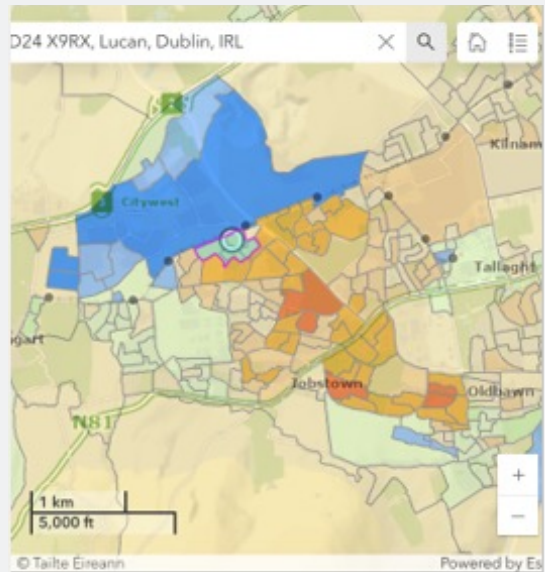 D24 X9RX, Lucan, Dublin, IRL
Kilnam
Citywest
Tallaght
gart
Jobstown
Oldbawn
N81
+
−
1 km
5,000 ft
© Tailte Éireann
Powered by Es